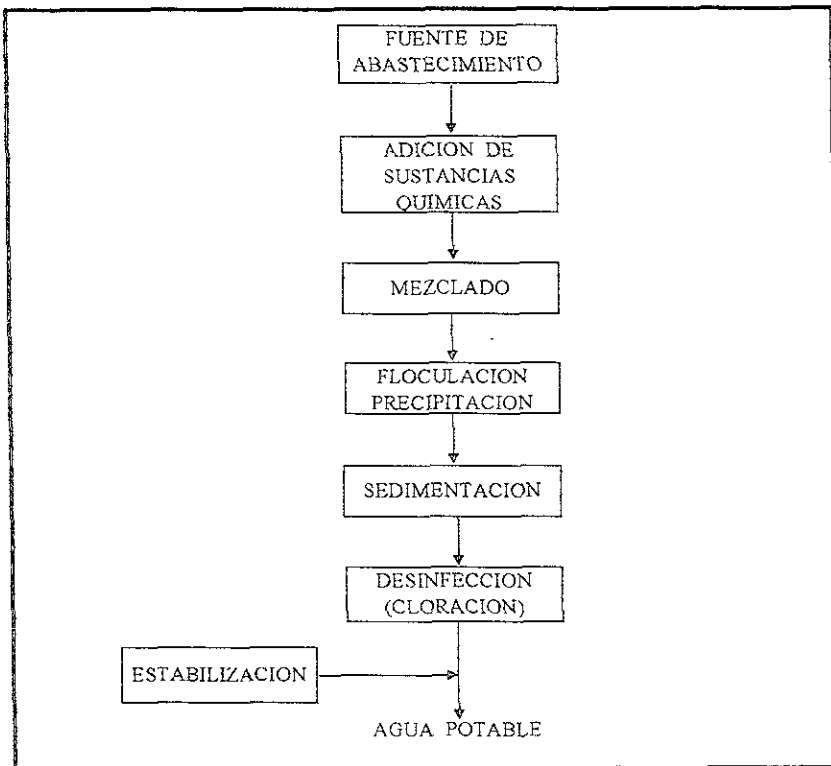 FUENTE DE
ABASTECIMIENTO
ADICION DE
SUSTANCIAS
QUIMICAS
MEZCLADO
FLOCULACION
PRECIPITACION
SEDIMENTACION
DESINFECCION
(CLORACION)
ESTABILIZACION
AGUA POTABLE